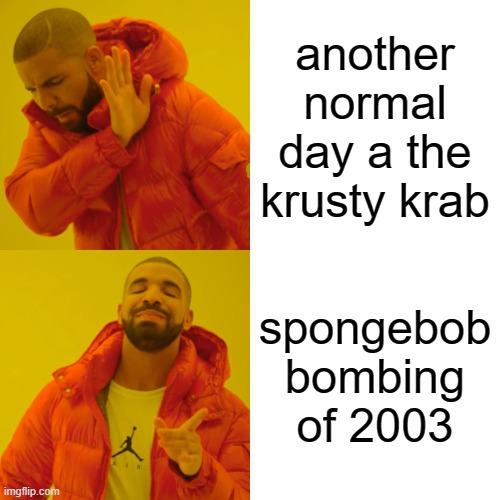 another
normal
day a the
krusty krab
spongebob
bombing
of 2003
imgflip.com